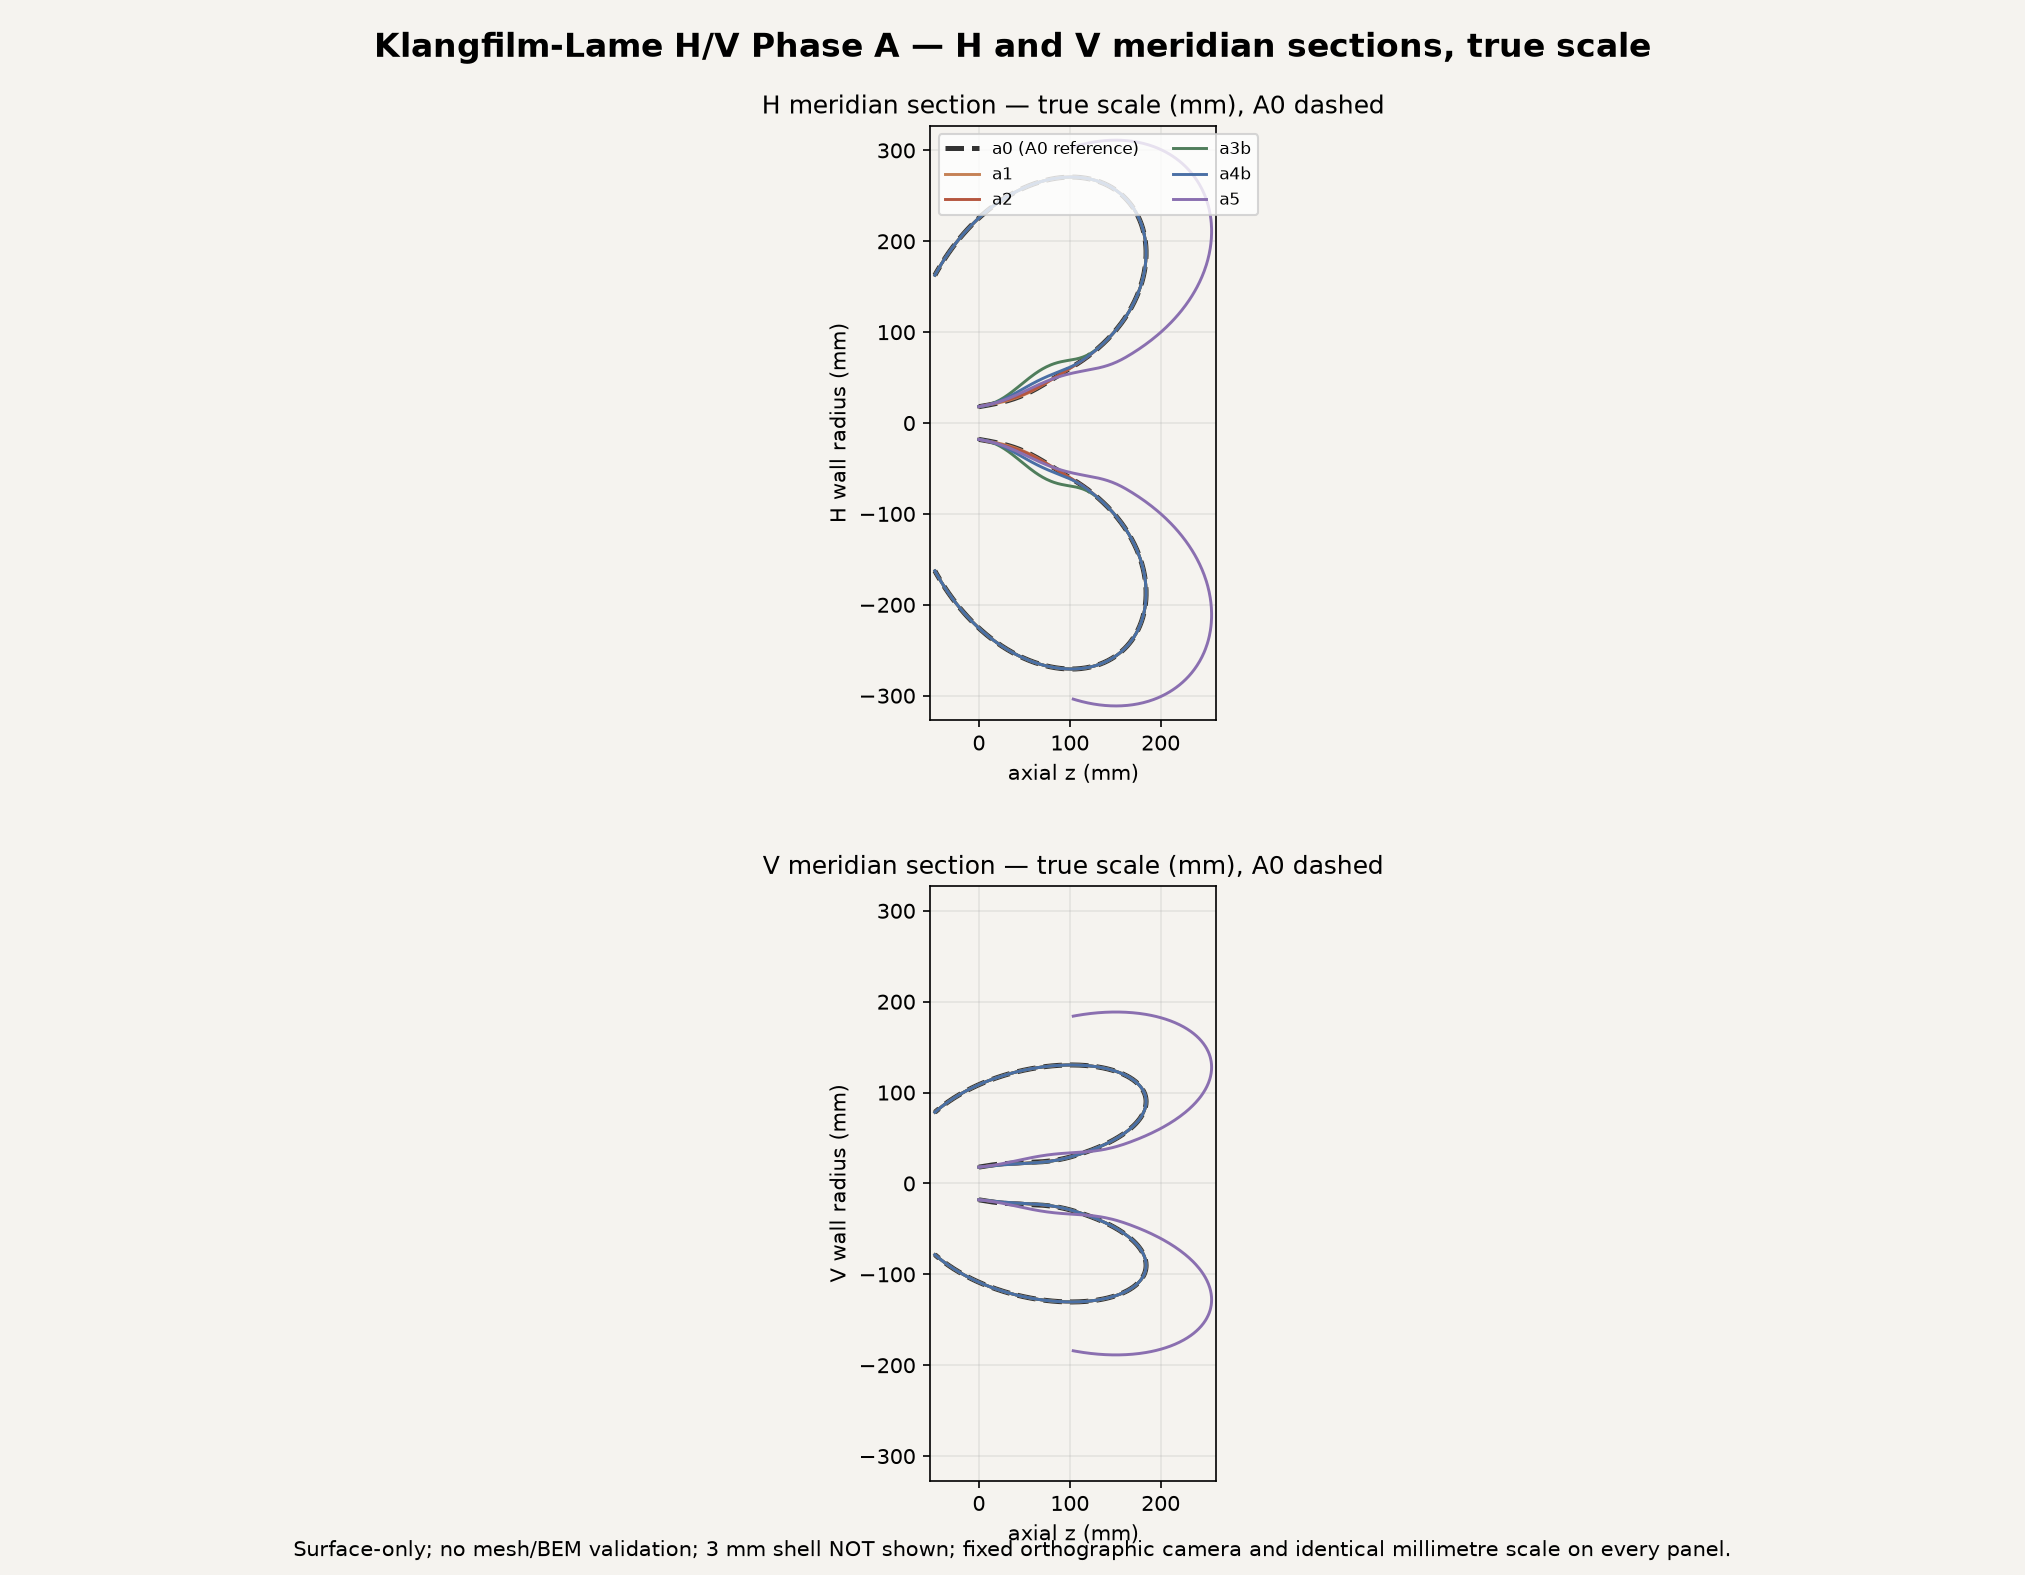 Klangfilm-Lame H/V Phase A — H and V meridian sections, true scale
H meridian section — true scale (mm), A0 dashed
a0 (A0 reference)
a1
a2
a3b
a4b
a5
300
200
100
0
−100
−200
−300
H wall radius (mm)
0 100 200
axial z (mm)
V meridian section — true scale (mm), A0 dashed
300
200
100
0
−100
−200
−300
V wall radius (mm)
0 100 200
axial z (mm)
Surface-only; no mesh/BEM validation; 3 mm shell NOT shown; fixed orthographic camera and identical millimetre scale on every panel.